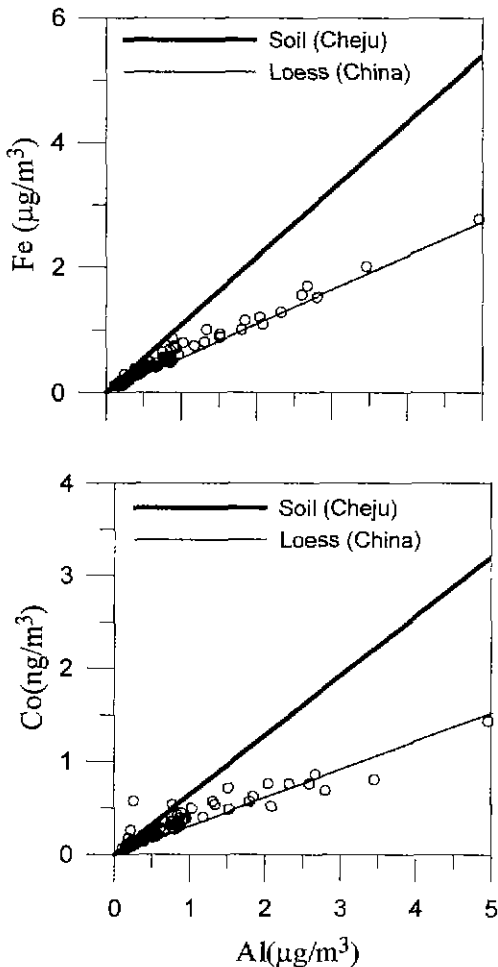 6
Soil (Cheju)
Loess (China)
4
Fe (µg/m³)
2
0
4
Soil (Cheju)
Loess (China)
3
Co(ng/m³)
2
1
0
0 1 2 3 4 5
Al(µg/m³)